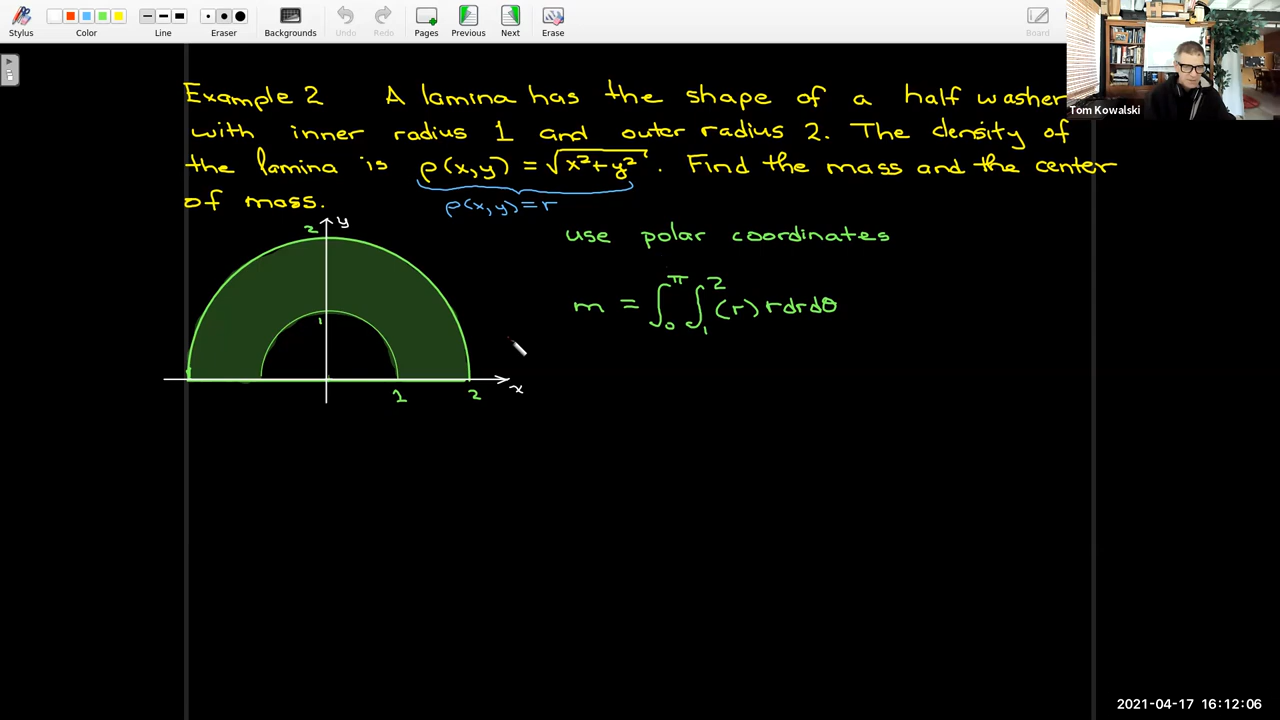 Stylus
Color
Line
Eraser
Backgrounds
Undo
Redo
Pages
Previous
Next
Erase
Board
Tom Kowalski
Example 2 A lamina has the shape of a half washer
with inner radius 1 and outer radius 2. The density of
the lamina is ρ(x,y) = √x²+y². Find the mass and the center
of mass.
ρ(x,y) = r
use polar coordinates
m = ∫₀^π ∫₁² (r) r dr dθ
2 y
1
1 2 x
2021-04-17 16:12:06